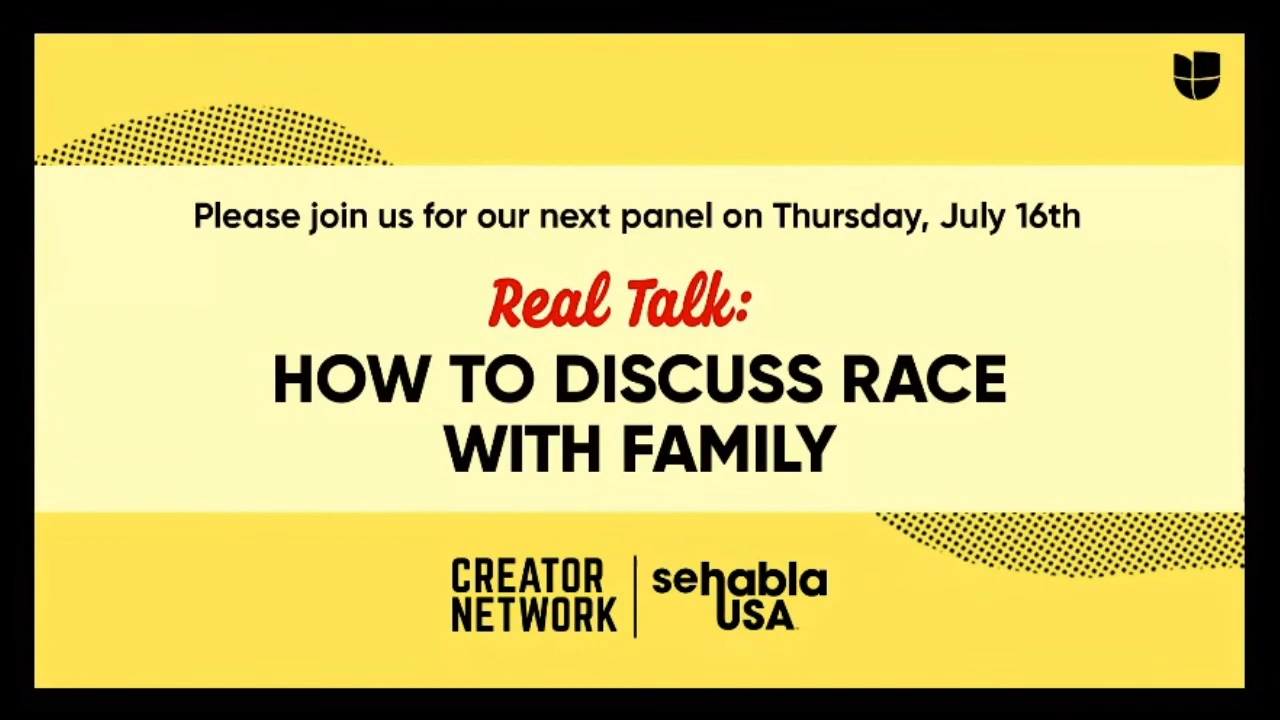 Please join us for our next panel on Thursday, July 16th
Real Talk:
HOW TO DISCUSS RACE
WITH FAMILY
CREATOR
NETWORK
sehabla
USA